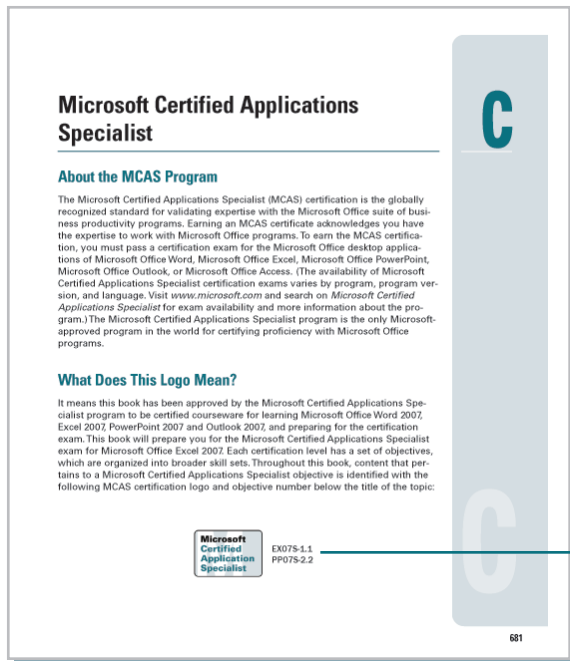 Microsoft Certified Applications
Specialist
C
About the MCAS Program
The Microsoft Certified Applications Specialist (MCAS) certification is the globally
recognized standard for validating expertise with the Microsoft Office suite of busi-
ness productivity programs. Earning an MCAS certificate acknowledges you have
the expertise to work with Microsoft Office programs. To earn the MCAS certifica-
tion, you must pass a certification exam for the Microsoft Office desktop applica-
tions of Microsoft Office Word, Microsoft Office Excel, Microsoft Office PowerPoint,
Microsoft Office Outlook, or Microsoft Office Access. (The availability of Microsoft
Certified Applications Specialist certification exams varies by program, program ver-
sion, and language. Visit www.microsoft.com and search on Microsoft Certified
Applications Specialist for exam availability and more information about the pro-
gram.) The Microsoft Certified Applications Specialist program is the only Microsoft-
approved program in the world for certifying proficiency with Microsoft Office
programs.
What Does This Logo Mean?
It means this book has been approved by the Microsoft Certified Applications Spe-
cialist program to be certified courseware for learning Microsoft Office Word 2007,
Excel 2007, PowerPoint 2007 and Outlook 2007, and preparing for the certification
exam. This book will prepare you for the Microsoft Certified Applications Specialist
exam for Microsoft Office Excel 2007. Each certification level has a set of objectives,
which are organized into broader skill sets. Throughout this book, content that per-
tains to a Microsoft Certified Applications Specialist objective is identified with the
following MCAS certification logo and objective number below the title of the topic:
Microsoft
Certified
Application
Specialist
EX07S-1.1
PP07S-2.2
C
681